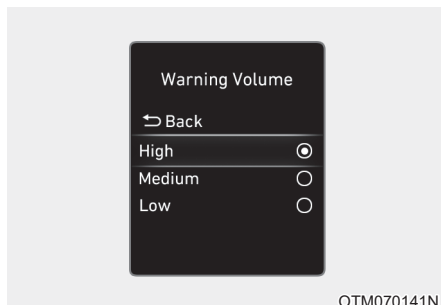 Warning Volume
Back
High
Medium
Low
OTM070141N